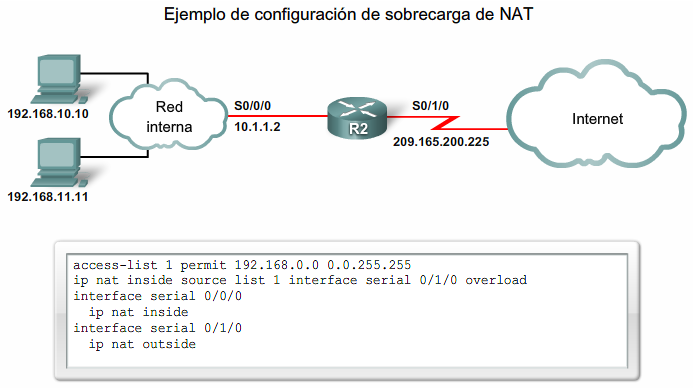 Ejemplo de configuración de sobrecarga de NAT
192.168.10.10
Red
interna
S0/0/0
10.1.1.2
R2
S0/1/0
209.165.200.225
Internet
192.168.11.11
access-list 1 permit 192.168.0.0 0.0.255.255
ip nat inside source list 1 interface serial 0/1/0 overload
interface serial 0/0/0
  ip nat inside
interface serial 0/1/0
  ip nat outside